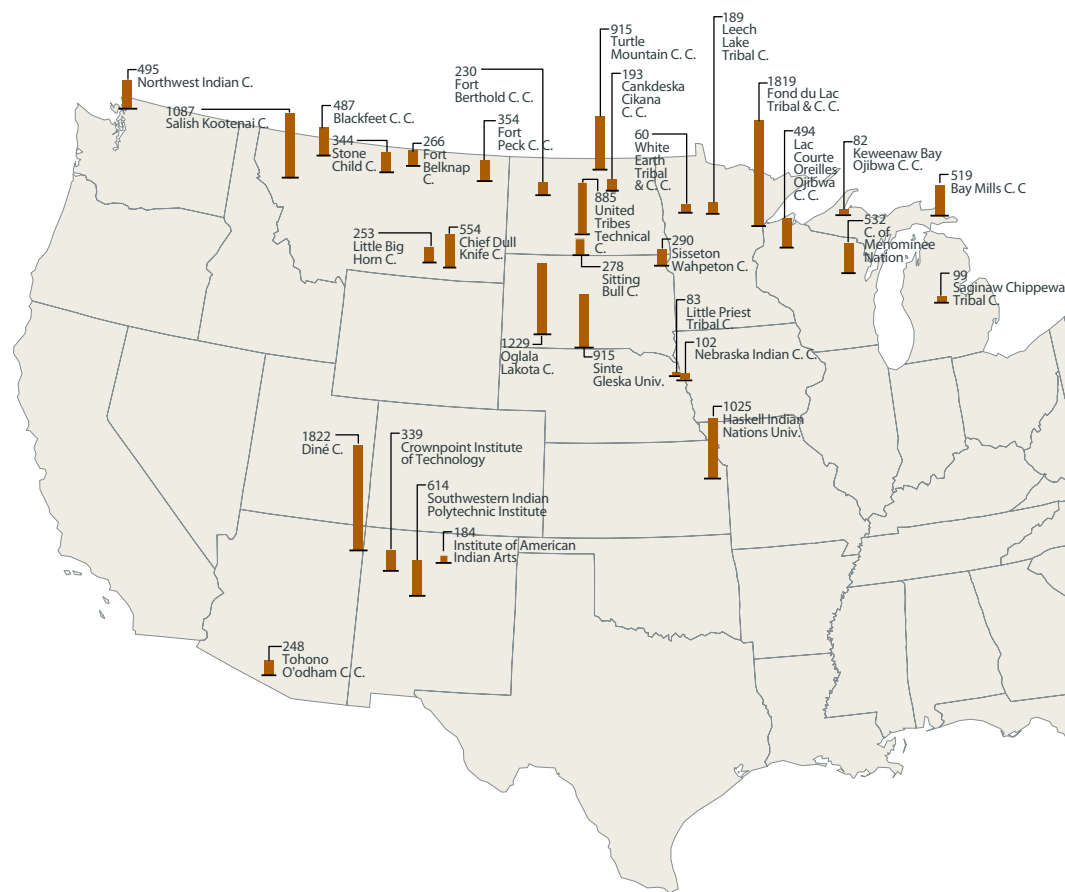 495
Northwest Indian C.
1087
Salish Kootenai C.
487
Blackfeet C. C.
344
Stone
Child C.
266
Fort
Belknap
C.
354
Fort
Peck C. C.
230
Fort
Berthold C. C.
915
Turtle
Mountain C. C.
193
Cankdeska
Cikana
C. C.
60
White
Earth
Tribal
& C. C.
189
Leech
Lake
Tribal C.
1819
Fond du Lac
Tribal & C. C.
494
Lac
Courte
Oreilles
Ojibwa
C. C.
82
Keweenaw Bay
Ojibwa C. C.
519
Bay Mills C. C
532
C. of
Menominee
Nation
99
Saginaw Chippewa
Tribal C.
253
Little Big
Horn C.
554
Chief Dull
Knife C.
885
United
Tribes
Technical
C.
278
Sitting
Bull C.
290
Sisseton
Wahpeton C.
83
Little Priest
Tribal C.
102
Nebraska Indian C. C.
1229
Oglala
Lakota C.
915
Sinte
Gleska Univ.
1025
Haskell Indian
Nations Univ.
1822
Diné C.
339
Crownpoint Institute
of Technology
614
Southwestern Indian
Polytechnic Institute
184
Institute of American
Indian Arts
248
Tohono
O'odham C. C.